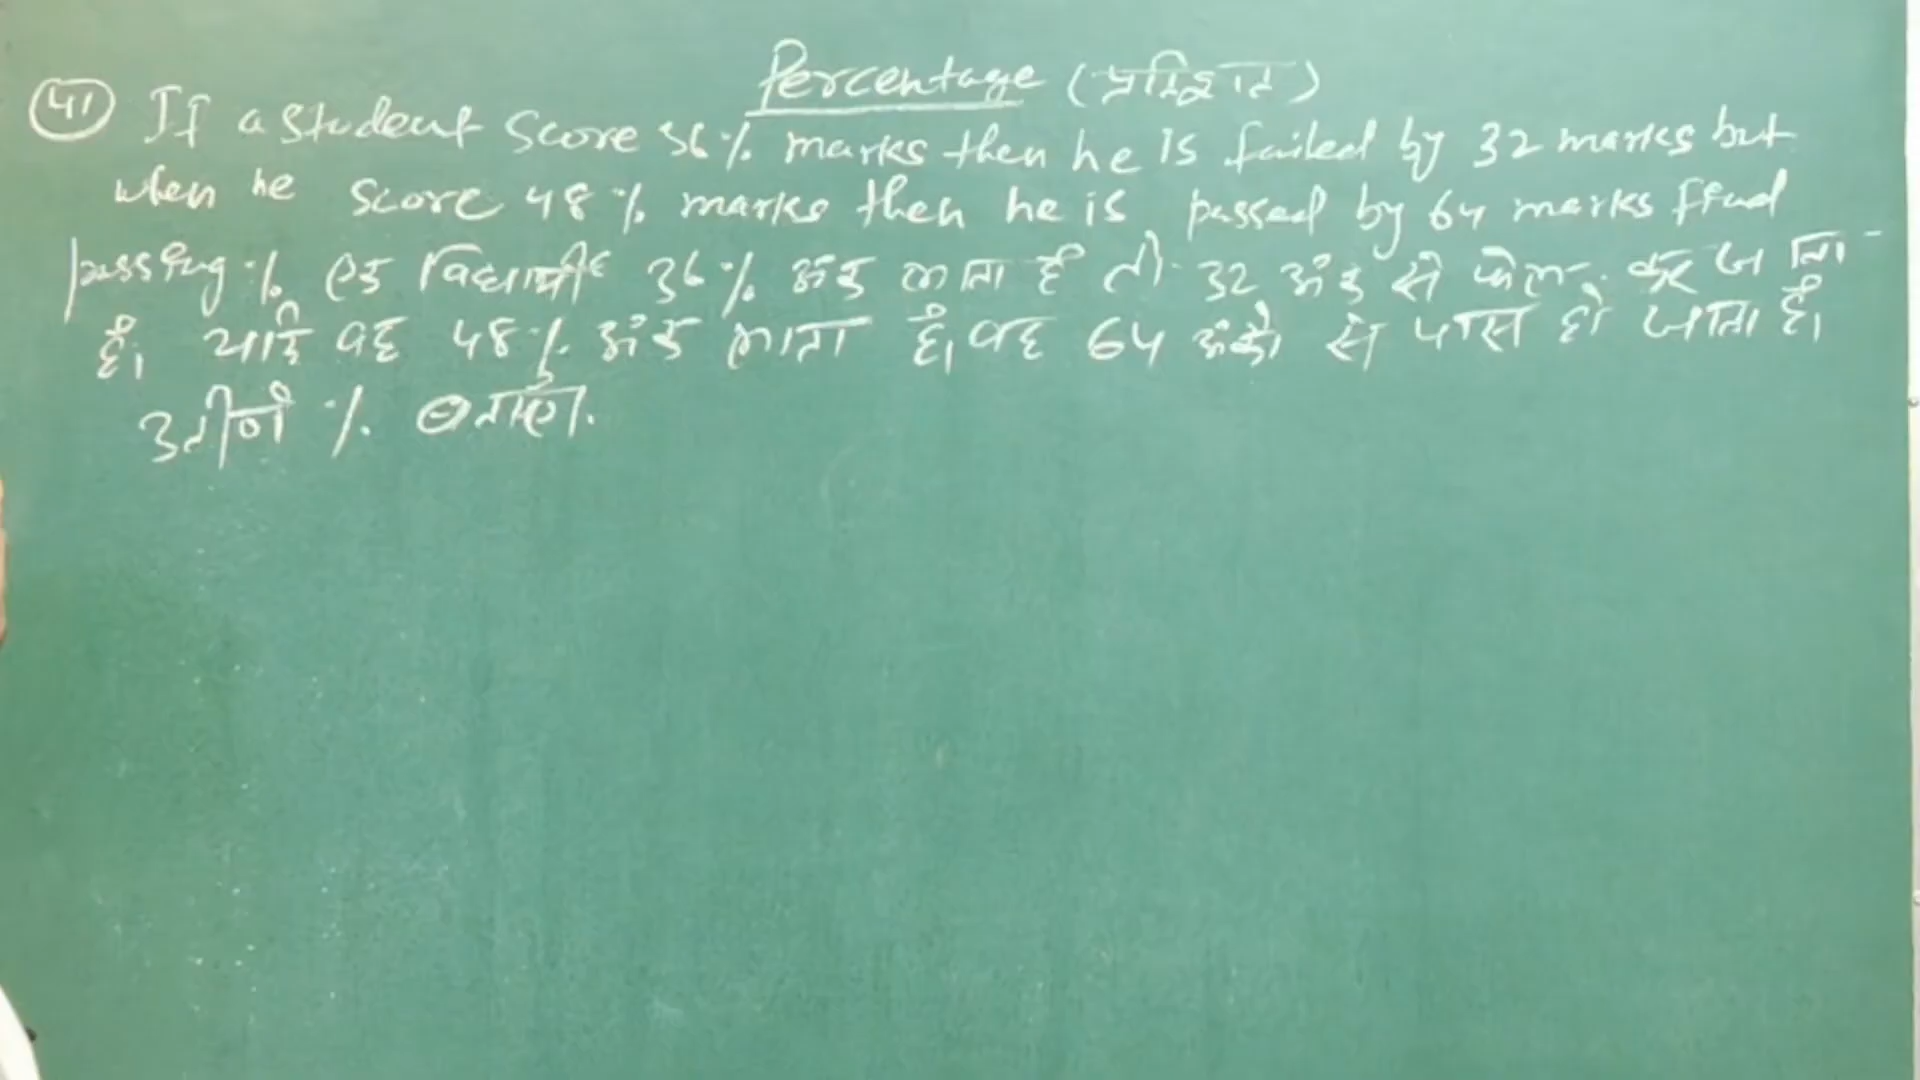 Percentage (प्रतिशत)
41 If a student score 36% marks then he is failed by 32 marks but
when he score 48% marks then he is passed by 64 marks find
passing % एक विद्यार्थी 36% अंक लाता है तो 32 अंक से फेल कर जाता
है। यदि वह 48% अंक लाता है, वह 64 अंको से पास हो जाता है।
उतीर्ण %